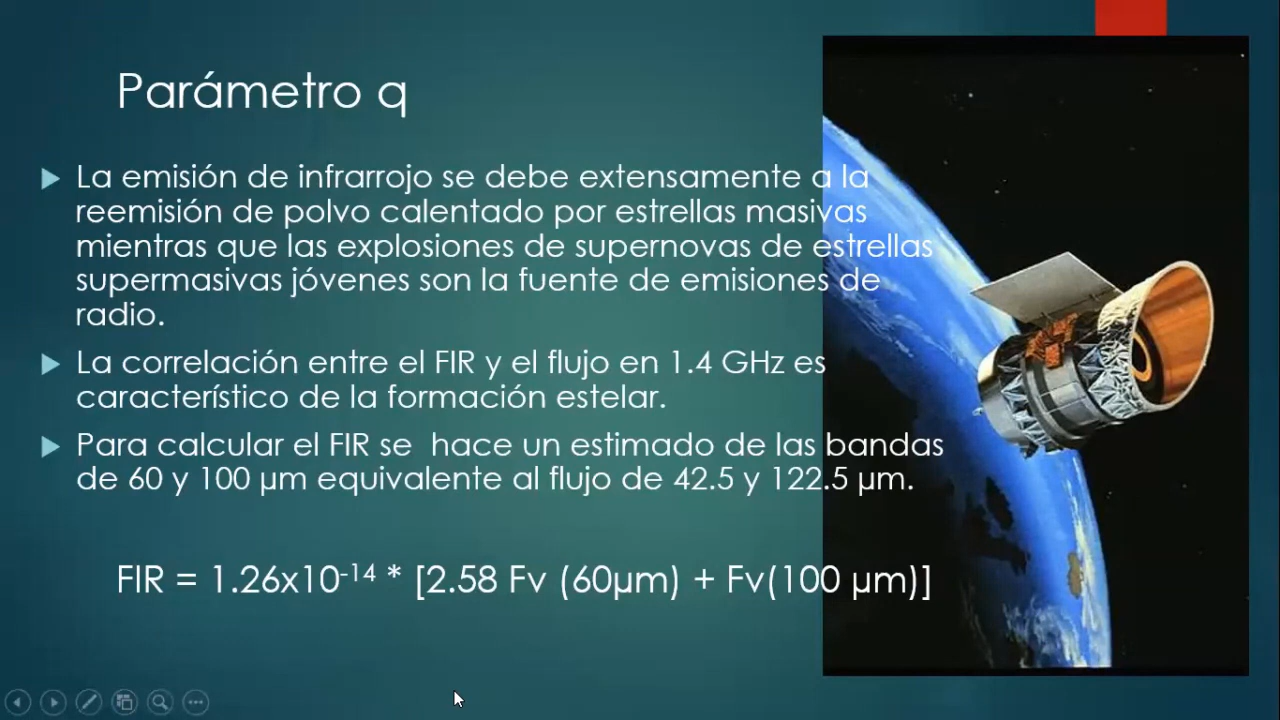 Parámetro q
La emisión de infrarrojo se debe extensamente a la
reemisión de polvo calentado por estrellas masivas
mientras que las explosiones de supernovas de estrellas
supermasivas jóvenes son la fuente de emisiones de
radio.
La correlación entre el FIR y el flujo en 1.4 GHz es
característico de la formación estelar.
Para calcular el FIR se  hace un estimado de las bandas
de 60 y 100 µm equivalente al flujo de 42.5 y 122.5 µm.
FIR = 1.26x10⁻¹⁴ * [2.58 Fv (60µm) + Fv(100 µm)]